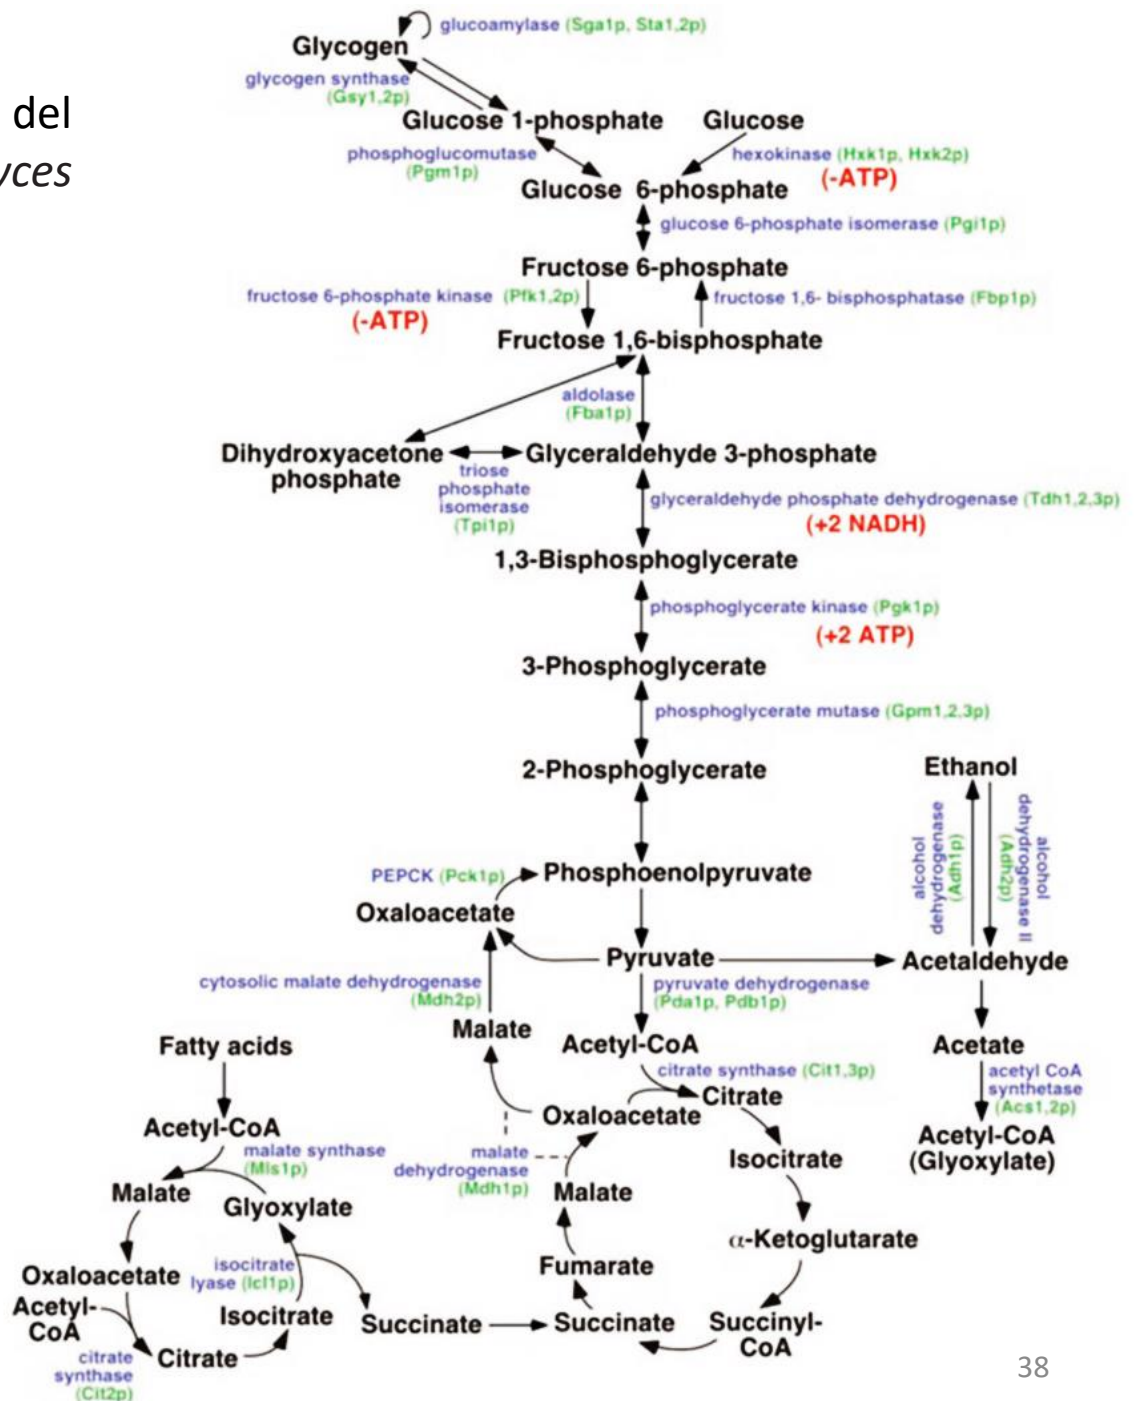 del
yces
glucoamylase (Sga1p, Sta1,2p)
Glycogen
glycogen synthase
(Gsy1,2p)
Glucose 1-phosphate
Glucose
phosphoglucomutase
(Pgm1p)
hexokinase (Hxk1p, Hxk2p)
(-ATP)
Glucose 6-phosphate
glucose 6-phosphate isomerase (Pgi1p)
Fructose 6-phosphate
fructose 6-phosphate kinase (Pfk1,2p)
(-ATP)
fructose 1,6- bisphosphatase (Fbp1p)
Fructose 1,6-bisphosphate
aldolase
(Fba1p)
Dihydroxyacetone
phosphate
Glyceraldehyde 3-phosphate
triose
phosphate
isomerase
(Tpi1p)
glyceraldehyde phosphate dehydrogenase (Tdh1,2,3p)
(+2 NADH)
1,3-Bisphosphoglycerate
phosphoglycerate kinase (Pgk1p)
(+2 ATP)
3-Phosphoglycerate
phosphoglycerate mutase (Gpm1,2,3p)
2-Phosphoglycerate
Ethanol
alcohol
dehydrogenase
(Adh1p)
alcohol
dehydrogenase II
(Adh2p)
PEPCK (Pck1p)
Phosphoenolpyruvate
Oxaloacetate
Pyruvate
Acetaldehyde
cytosolic malate dehydrogenase
(Mdh2p)
pyruvate dehydrogenase
(Pda1p, Pdb1p)
Malate
Acetyl-CoA
Acetate
Fatty acids
citrate synthase (Cit1,3p)
acetyl CoA
synthetase
(Acs1,2p)
Citrate
Oxaloacetate
Acetyl-CoA
malate synthase
(Mls1p)
malate
dehydrogenase
(Mdh1p)
Isocitrate
Acetyl-CoA
(Glyoxylate)
Malate
Glyoxylate
Malate
α-Ketoglutarate
Oxaloacetate
isocitrate
lyase (Icl1p)
Fumarate
Acetyl-
CoA
Isocitrate
Succinate
Succinate
Succinyl-
CoA
citrate
synthase
(Cit2p)
Citrate
38